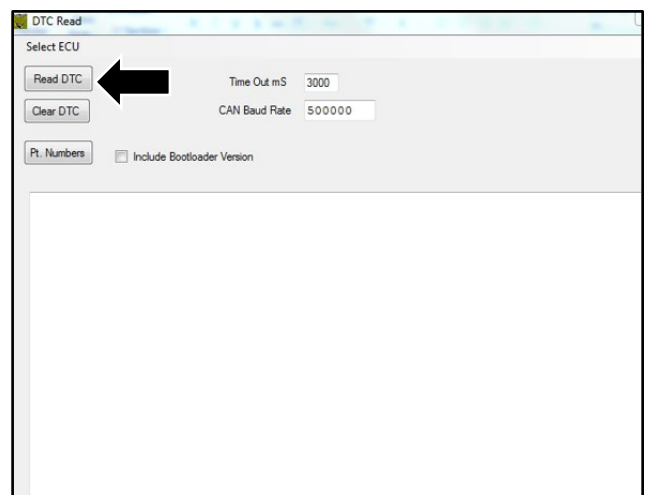 DTC Read
Select ECU
Read DTC
Time Out mS 3000
Clear DTC
CAN Baud Rate 500000
Pt. Numbers
Include Bootloader Version